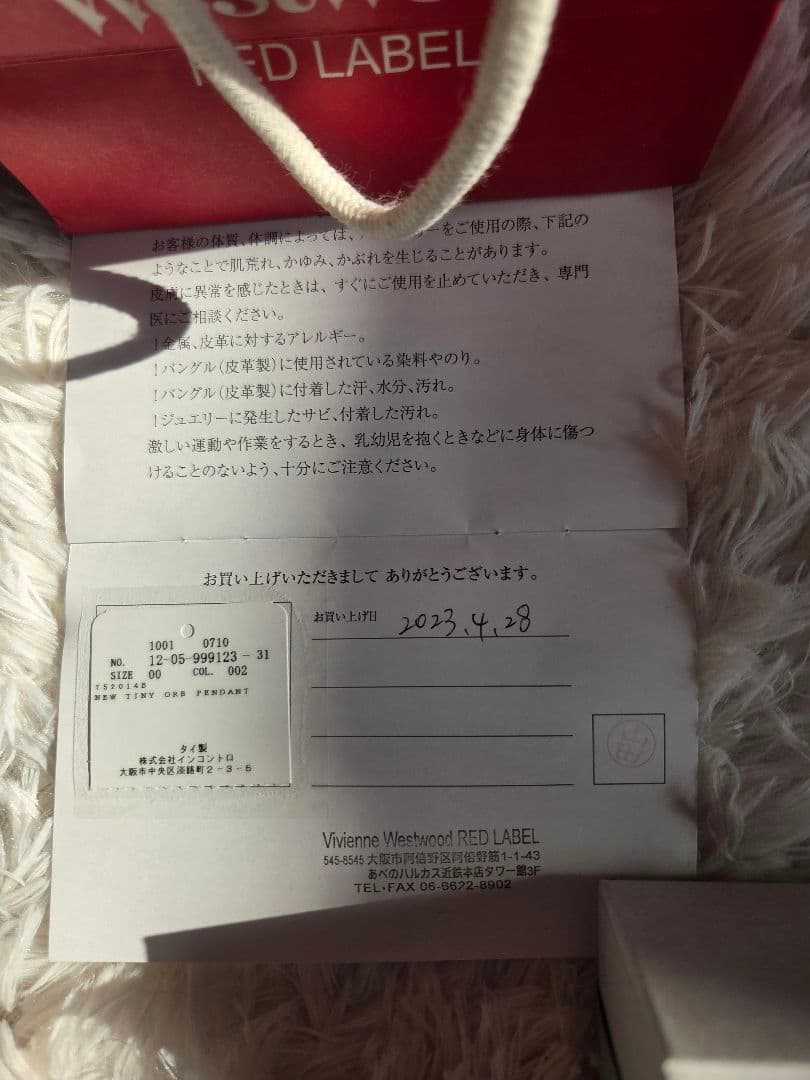 Westwood
RED LABEL
お客様の体質、体調によっては、 をご使用の際、下記の
ようなことで肌荒れ、かゆみ、かぶれを生じることがあります。
皮膚に異常を感じたときは、すぐにご使用を止めていただき、専門
医にご相談ください。
!金属、皮革に対するアレルギー。
!バングル(皮革製)に使用されている染料やのり。
!バングル(皮革製)に付着した汗、水分、汚れ。
!ジュエリーに発生したサビ、付着した汚れ。
激しい運動や作業をするとき、乳幼児を抱くときなどに身体に傷つ
けることのないよう、十分にご注意ください。
お買い上げいただきまして ありがとうございます。
お買い上げ日 2023.4.28
1001 0710
NO. 12-05-999123-31
SIZE 00 COL. 002
752014B
NEW TINY ORB PENDANT
タイ製
株式会社インコントロ
大阪市中央区淡路町2-3-5
Vivienne Westwood RED LABEL
545-8545 大阪市阿倍野区阿倍野筋1-1-43
あべのハルカス近鉄本店タワー館3F
TEL・FAX 06-6622-8902